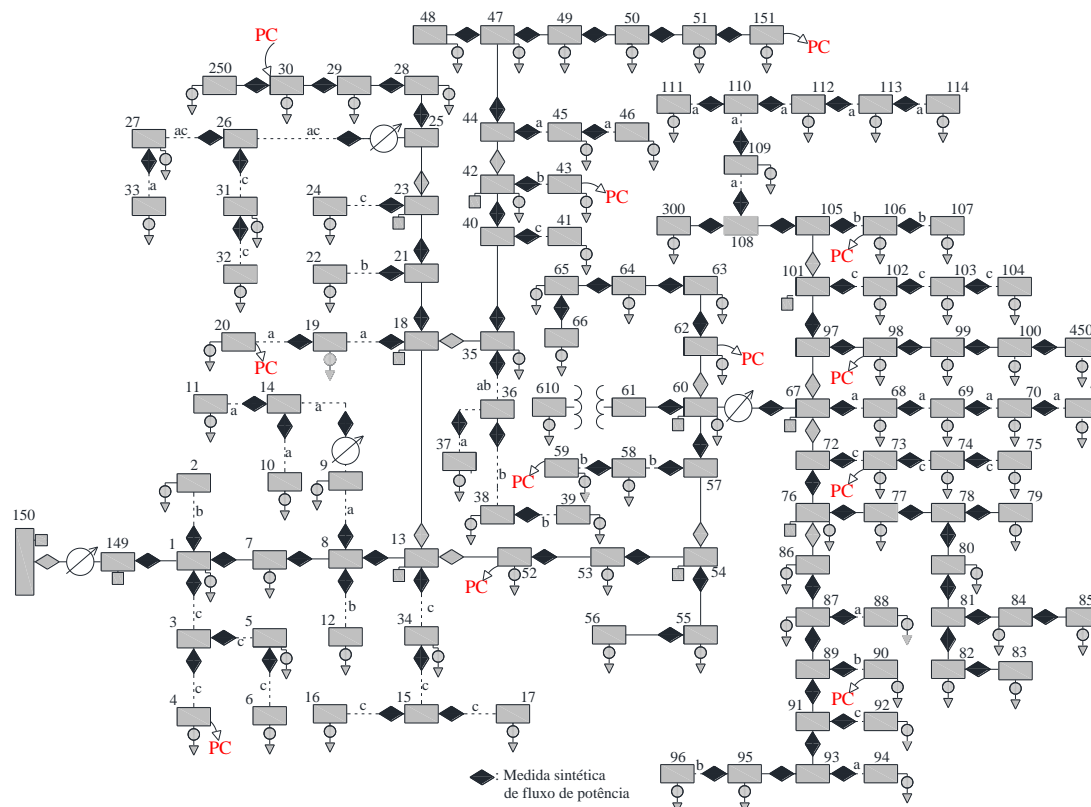 48 47 49 50 51 151
PC
PC
250 30 29 28
111 110 112 113 114
a a a a
27 ac 26 ac 25
44 a 45 a 46
a
109
33 a 31 c 24 c 23
42 b 43
PC
a
300 108 105 b 106 b 107
PC
40 c 41
32 c 22 b 21
65 64 63
101 c 102 c 103 c 104
66
20 a 19 a 18
PC
35
62
PC
97 98 99 100 450
PC
11 a 14 a
ab 36
610 61 60 67 a 68 a 69 a 70 a
2 10 a 9
37 a
59 b 58 b 57
PC
72 c 73 c 74 c 75
PC
b
a
b
38 b 39
76 77 78 79
150 149 1 7 8 13 52 53 54
PC
86 80
c b c
3 c 5 12 34
56 55
87 a 88
81 84 85
c c c
89 b 90
PC
82 83
4 6 16 c 15 c 17
PC
91 c 92
96 b 95 93 a 94
: Medida sintética
de fluxo de potência